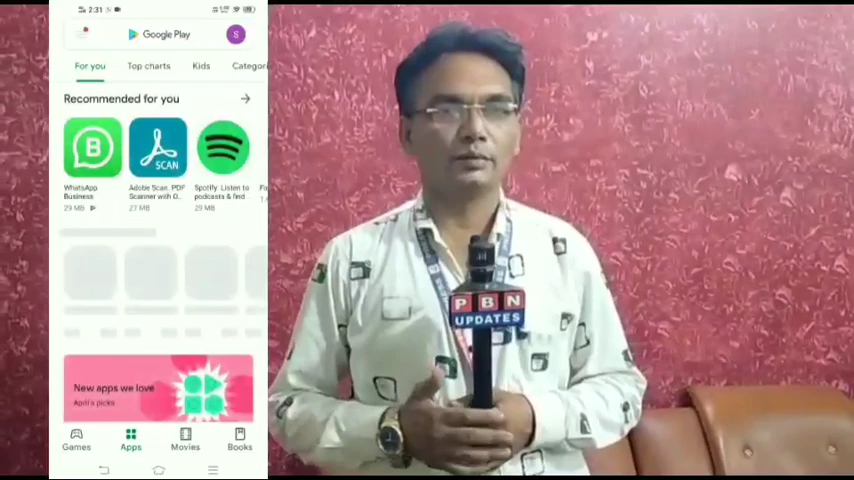 2:31
Google Play
S
For you Top charts Kids Categori
Recommended for you
B
SCAN
WhatsApp Business
29 MB
Adobe Scan: PDF Scanner with O..
27 MB
Spotify: Listen to podcasts & find
29 MB
New apps we love
April's picks
Games Apps Movies Books
PBN
UPDATES
PRESS